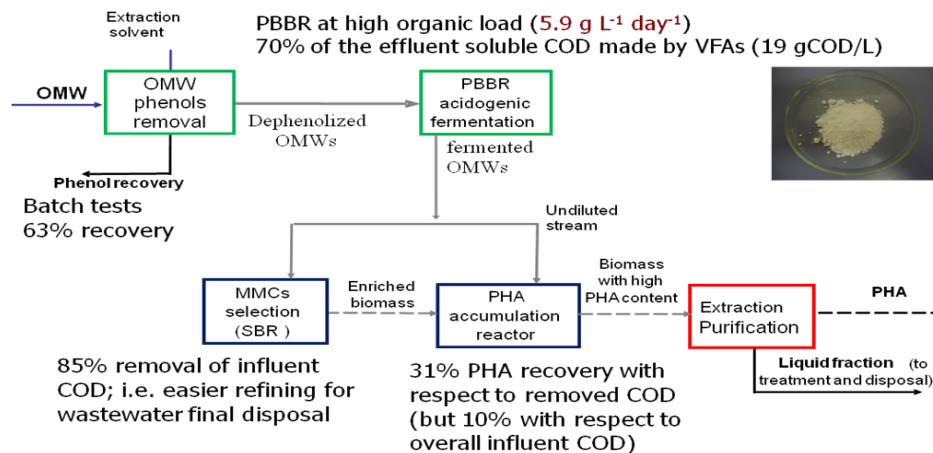 Extraction
solvent
PBBR at high organic load (5.9 g L⁻¹ day⁻¹)
70% of the effluent soluble COD made by VFAs (19 gCOD/L)
OMW
OMW
phenols
removal
Dephenolized
OMWs
PBBR
acidogenic
fermentation
fermented
OMWs
Phenol recovery
Batch tests
63% recovery
Undiluted
stream
MMCs
selection
(SBR )
Enriched
biomass
PHA
accumulation
reactor
Biomass
with high
PHA content
Extraction
Purification
PHA
Liquid fraction (to
treatment and disposal)
85% removal of influent
COD; i.e. easier refining for
wastewater final disposal
31% PHA recovery with
respect to removed COD
(but 10% with respect to
overall influent COD)